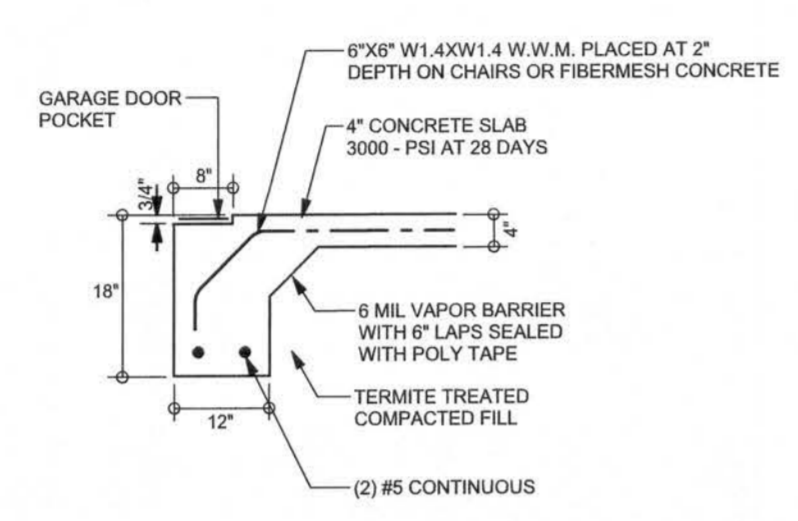 6"X6" W1.4XW1.4 W.W.M. PLACED AT 2"
DEPTH ON CHAIRS OR FIBERMESH CONCRETE
GARAGE DOOR
POCKET
4" CONCRETE SLAB
3000 - PSI AT 28 DAYS
8"
3/4"
4"
18"
6 MIL VAPOR BARRIER
WITH 6" LAPS SEALED
WITH POLY TAPE
TERMITE TREATED
COMPACTED FILL
12"
(2) #5 CONTINUOUS